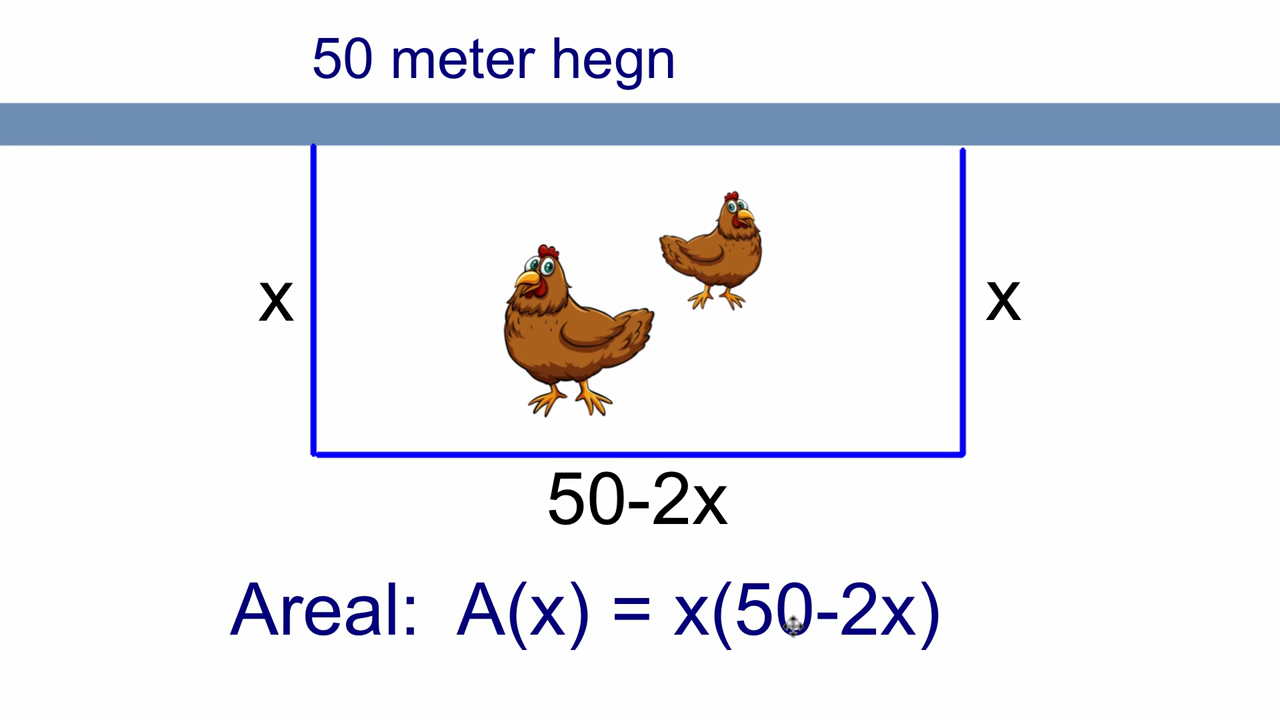 50 meter hegn
x x
50-2x
Areal: A(x) = x(50-2x)